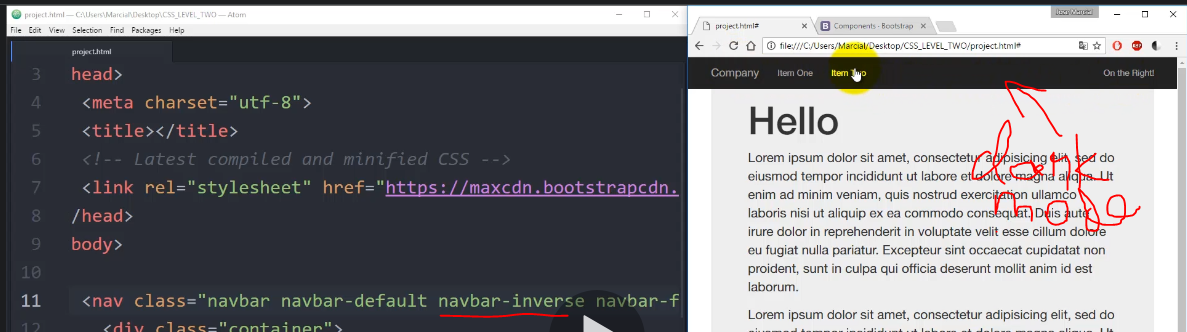 project.html — C:\Users\Marcial\Desktop\CSS_LEVEL_TWO — Atom
File Edit View Selection Find Packages Help
project.html
3 head>
4 <meta charset="utf-8">
5 <title></title>
6 <!-- Latest compiled and minified CSS -->
7 <link rel="stylesheet" href="https://maxcdn.bootstrapcdn.
8 /head>
9 body>
10
11 <nav class="navbar navbar-default navbar-inverse navbar-f
12 <div class="container">
Jose Marcial
project.html#
Components · Bootstrap
file:///C:/Users/Marcial/Desktop/CSS_LEVEL_TWO/project.html#
Company Item One Item Two On the Right!
Hello
Lorem ipsum dolor sit amet, consectetur adipisicing elit, sed do
eiusmod tempor incididunt ut labore et dolore magna aliqua. Ut
enim ad minim veniam, quis nostrud exercitation ullamco
laboris nisi ut aliquip ex ea commodo consequat. Duis aute
irure dolor in reprehenderit in voluptate velit esse cillum dolore
eu fugiat nulla pariatur. Excepteur sint occaecat cupidatat non
proident, sunt in culpa qui officia deserunt mollit anim id est
laborum.
Lorem ipsum dolor sit amet, consectetur adipisicing elit, sed do
dark
mode